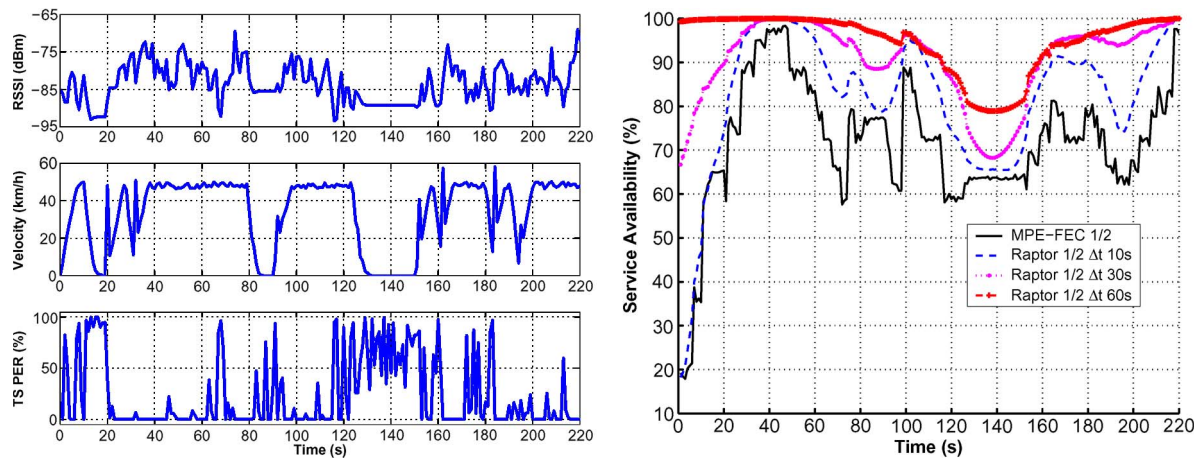 −65
−75
−85
−95
RSSI (dBm)
0 20 40 60 80 100 120 140 160 180 200 220
60
40
20
0
Velocity (km/h)
0 20 40 60 80 100 120 140 160 180 200 220
100
50
0
TS PER (%)
0 20 40 60 80 100 120 140 160 180 200 220
Time (s)
100
90
80
70
60
50
40
30
20
10
Service Availability (%)
MPE−FEC 1/2
Raptor 1/2 Δt 10s
Raptor 1/2 Δt 30s
Raptor 1/2 Δt 60s
0 20 40 60 80 100 120 140 160 180 200 220
Time (s)